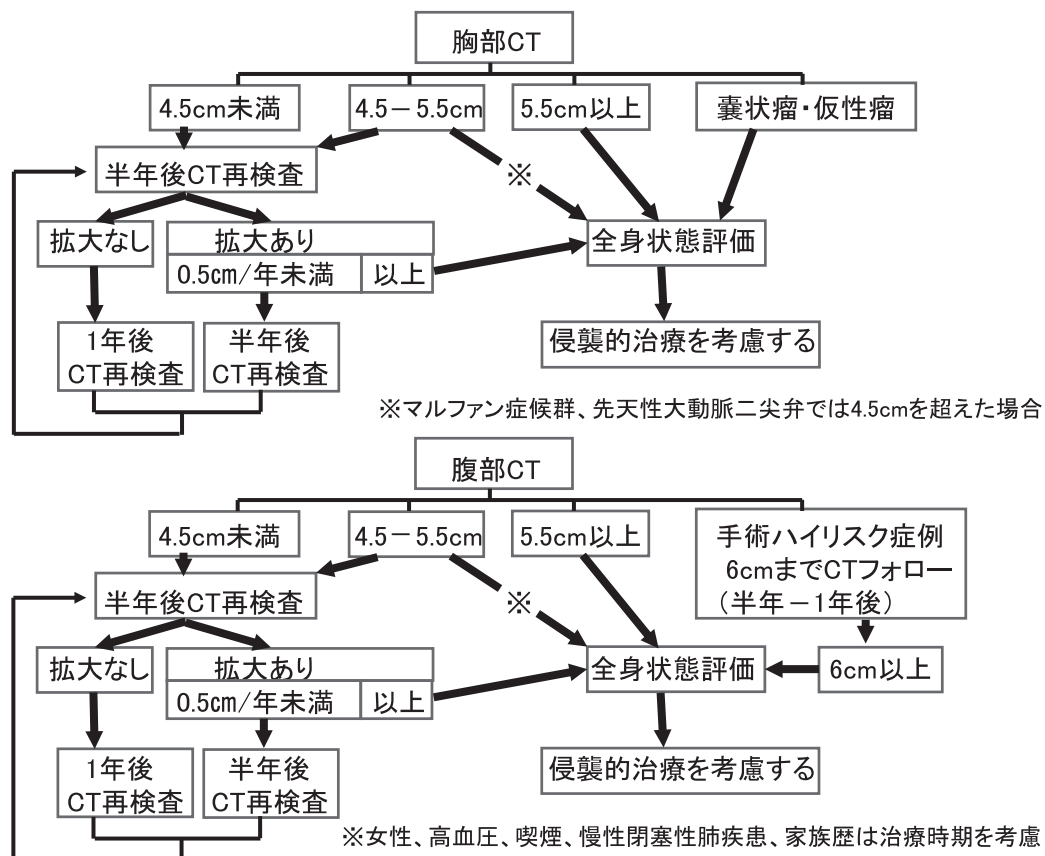 胸部CT
4.5cm未満
4.5－5.5cm
5.5cm以上
嚢状瘤・仮性瘤
半年後CT再検査
※
拡大なし
拡大あり
0.5㎝/年未満
以上
全身状態評価
1年後
CT再検査
半年後
CT再検査
侵襲的治療を考慮する
※マルファン症候群、先天性大動脈二尖弁では4.5cmを超えた場合
腹部CT
4.5cm未満
4.5－5.5cm
5.5cm以上
手術ハイリスク症例
6cmまでCTフォロー
（半年－1年後）
半年後CT再検査
※
拡大なし
拡大あり
0.5㎝/年未満
以上
全身状態評価
6cm以上
1年後
CT再検査
半年後
CT再検査
侵襲的治療を考慮する
※女性、高血圧、喫煙、慢性閉塞性肺疾患、家族歴は治療時期を考慮